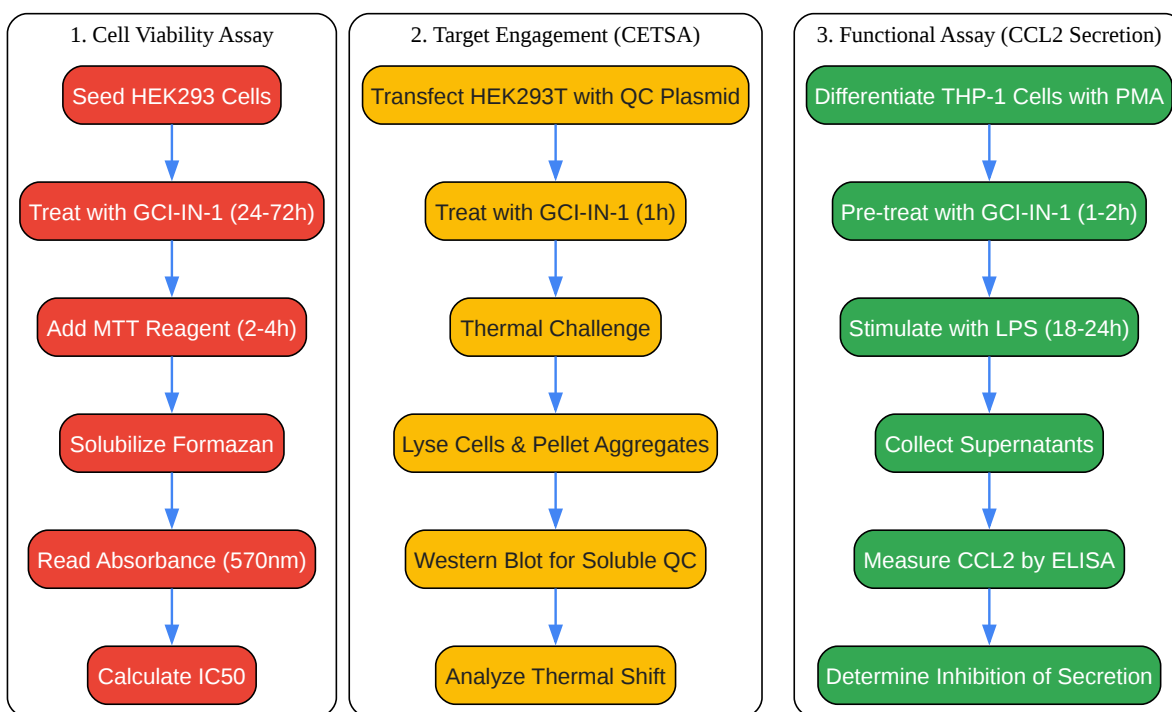 1. Cell Viability Assay
Seed HEK293 Cells
Treat with GCI-IN-1 (24-72h)
Add MTT Reagent (2-4h)
Solubilize Formazan
Read Absorbance (570nm)
Calculate IC50
2. Target Engagement (CETSA)
Transfect HEK293T with QC Plasmid
Treat with GCI-IN-1 (1h)
Thermal Challenge
Lyse Cells & Pellet Aggregates
Western Blot for Soluble QC
Analyze Thermal Shift
3. Functional Assay (CCL2 Secretion)
Differentiate THP-1 Cells with PMA
Pre-treat with GCI-IN-1 (1-2h)
Stimulate with LPS (18-24h)
Collect Supernatants
Measure CCL2 by ELISA
Determine Inhibition of Secretion